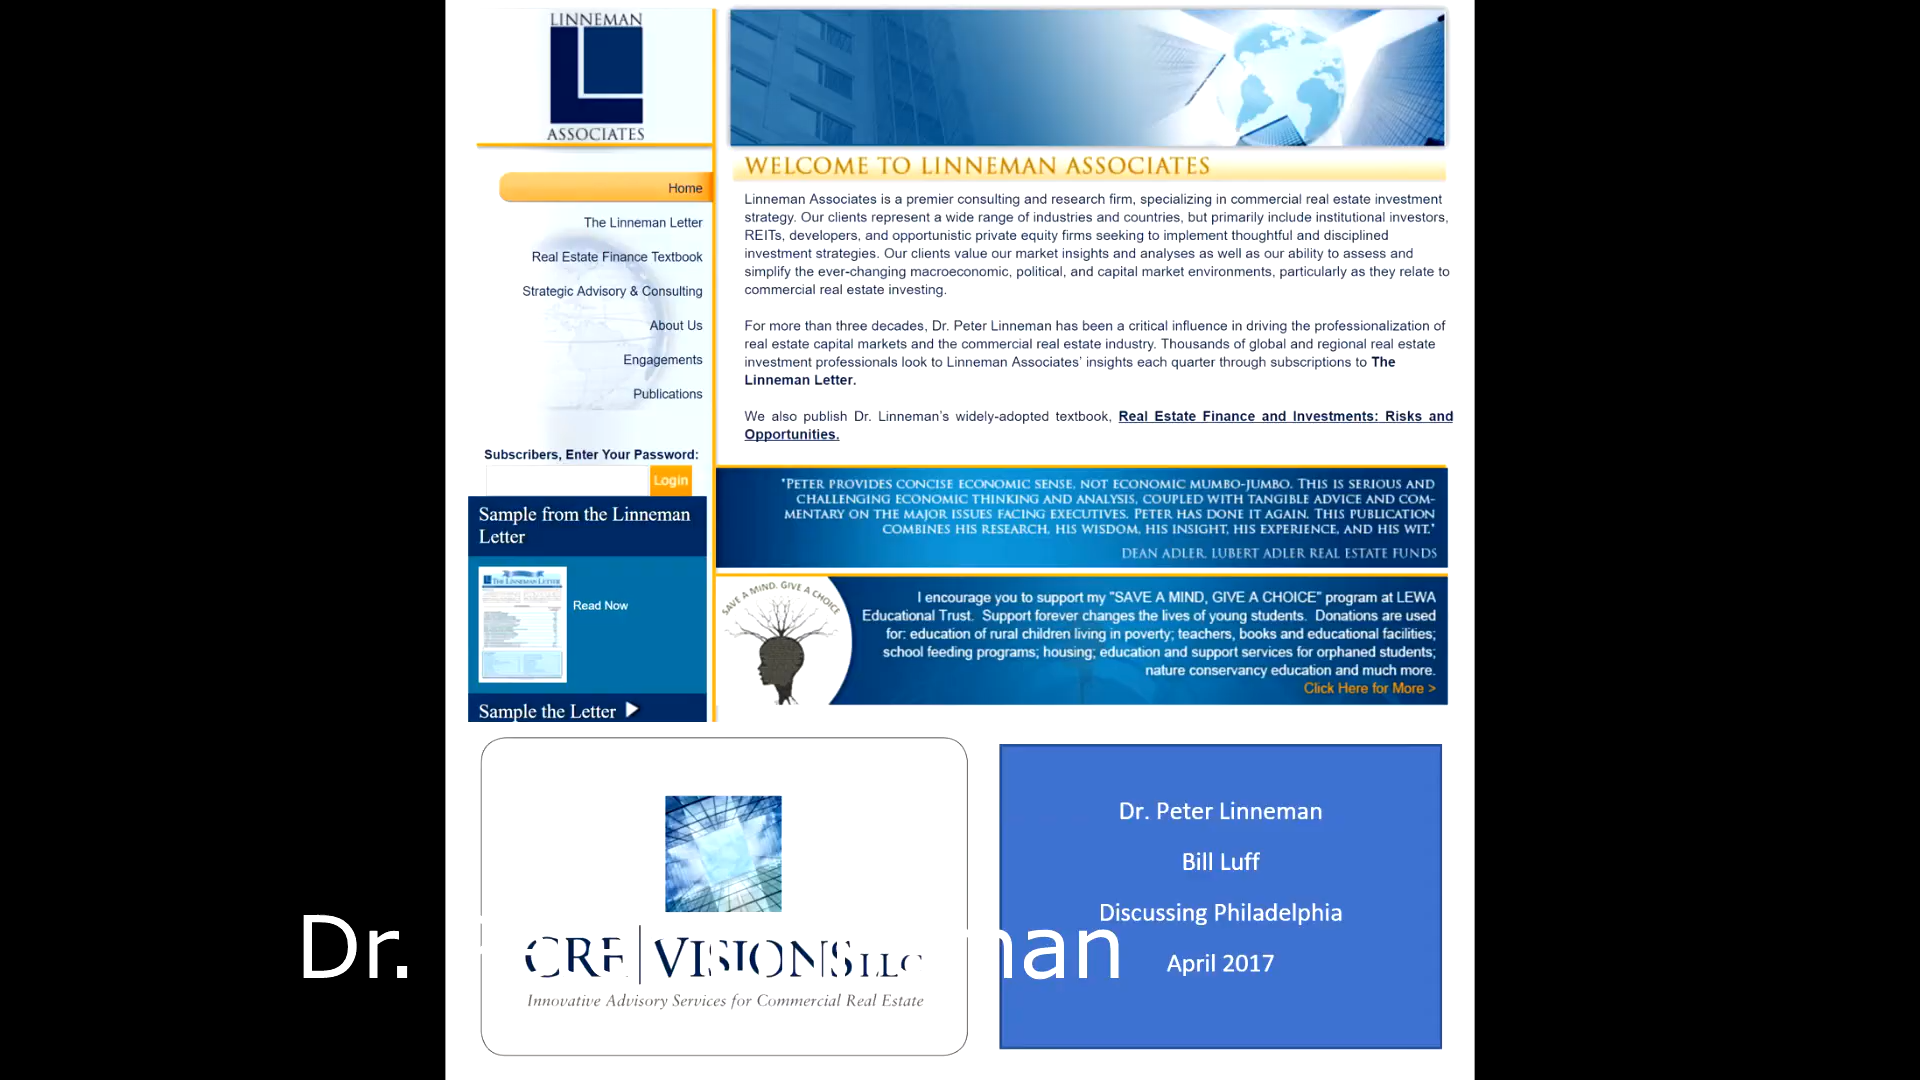 LINNEMAN
ASSOCIATES
Home
The Linneman Letter
Real Estate Finance Textbook
Strategic Advisory & Consulting
About Us
Engagements
Publications
Subscribers, Enter Your Password:
Login
Sample from the Linneman
Letter
THE LINNEMAN LETTER
Read Now
Sample the Letter
WELCOME TO LINNEMAN ASSOCIATES
Linneman Associates is a premier consulting and research firm, specializing in commercial real estate investment
strategy. Our clients represent a wide range of industries and countries, but primarily include institutional investors,
REITs, developers, and opportunistic private equity firms seeking to implement thoughtful and disciplined
investment strategies. Our clients value our market insights and analyses as well as our ability to assess and
simplify the ever-changing macroeconomic, political, and capital market environments, particularly as they relate to
commercial real estate investing.
For more than three decades, Dr. Peter Linneman has been a critical influence in driving the professionalization of
real estate capital markets and the commercial real estate industry. Thousands of global and regional real estate
investment professionals look to Linneman Associates' insights each quarter through subscriptions to The
Linneman Letter.
We also publish Dr. Linneman's widely-adopted textbook, Real Estate Finance and Investments: Risks and
Opportunities.
"PETER PROVIDES CONCISE ECONOMIC SENSE, NOT ECONOMIC MUMBO-JUMBO. THIS IS SERIOUS AND
CHALLENGING ECONOMIC THINKING AND ANALYSIS, COUPLED WITH TANGIBLE ADVICE AND COM-
MENTARY ON THE MAJOR ISSUES FACING EXECUTIVES. PETER HAS DONE IT AGAIN. THIS PUBLICATION
COMBINES HIS RESEARCH, HIS WISDOM, HIS INSIGHT, HIS EXPERIENCE, AND HIS WIT."
DEAN ADLER, LUBERT ADLER REAL ESTATE FUNDS
SAVE A MIND, GIVE A CHOICE
I encourage you to support my "SAVE A MIND, GIVE A CHOICE" program at LEWA
Educational Trust. Support forever changes the lives of young students. Donations are used
for: education of rural children living in poverty; teachers, books and educational facilities;
school feeding programs; housing; education and support services for orphaned students;
nature conservancy education and much more.
Click Here for More >
CRE VISIONS LLC
Innovative Advisory Services for Commercial Real Estate
Dr. Peter Linneman
Bill Luff
Discussing Philadelphia
April 2017
Dr.